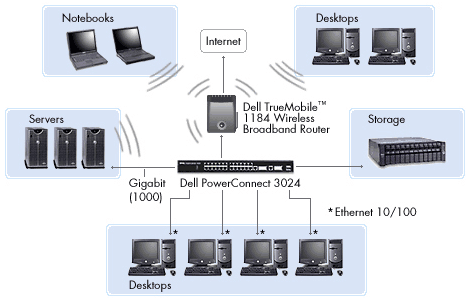 Notebooks
Desktops
Internet
Dell TrueMobile™
1184 Wireless
Broadband Router
Servers
Storage
Gigabit
(1000)
Dell PowerConnect 3024
*Ethernet 10/100
* * * *
Desktops